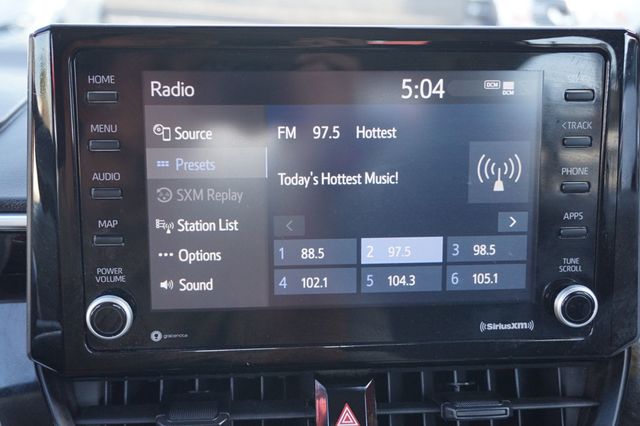 HOME
MENU
AUDIO
MAP
POWER
VOLUME
Radio
5:04
DCM
DCM
Source
Presets
SXM Replay
Station List
Options
Sound
FM 97.5 Hottest
Today's Hottest Music!
< >
1 88.5 2 97.5 3 98.5
4 102.1 5 104.3 6 105.1
<TRACK
PHONE
APPS
TUNE
SCROLL
gracenote
SiriusXM